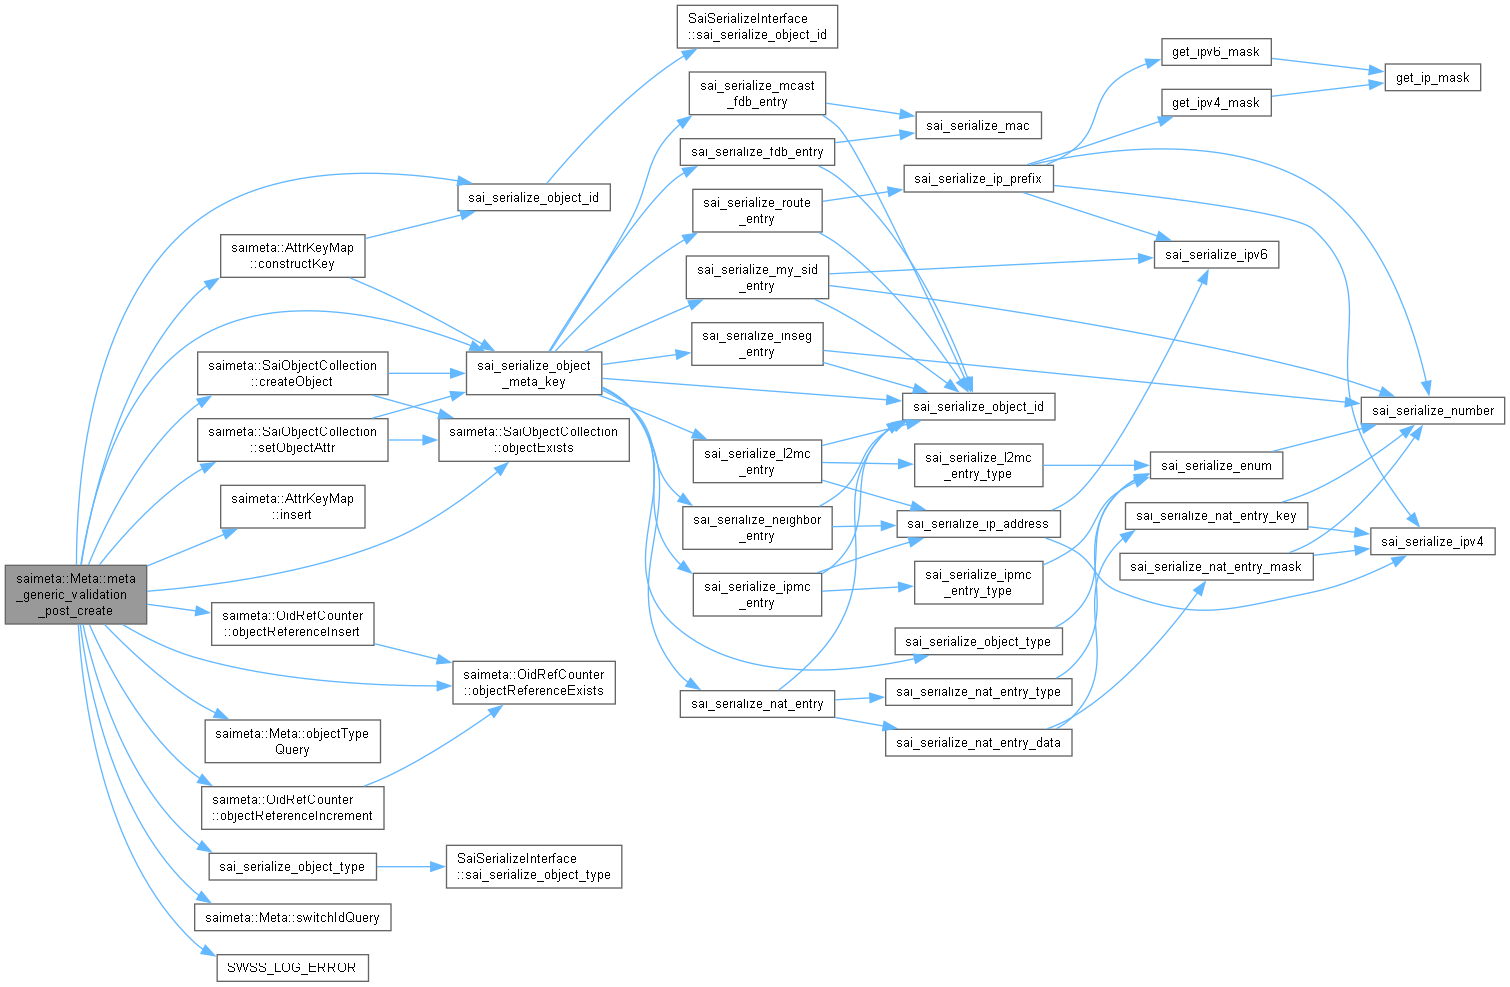 saimeta::Meta::meta
_generic_validation
_post_create
sai_serialize_object_id
saimeta::AttrKeyMap
::constructKey
saimeta::SaiObjectCollection
::createObject
saimeta::SaiObjectCollection
::setObjectAttr
saimeta::AttrKeyMap
::insert
saimeta::OidRefCounter
::objectReferenceInsert
saimeta::Meta::objectType
Query
saimeta::OidRefCounter
::objectReferenceIncrement
sai_serialize_object_type
saimeta::Meta::switchIdQuery
SWSS_LOG_ERROR
sai_serialize_object
_meta_key
saimeta::SaiObjectCollection
::objectExists
saimeta::OidRefCounter
::objectReferenceExists
SaiSerializeInterface
::sai_serialize_object_type
SaiSerializeInterface
::sai_serialize_object_id
sai_serialize_mcast
_fdb_entry
sai_serialize_fdb_entry
sai_serialize_route
_entry
sai_serialize_my_sid
_entry
sai_serialize_inseg
_entry
sai_serialize_l2mc
_entry
sai_serialize_neighbor
_entry
sai_serialize_ipmc
_entry
sai_serialize_nat_entry
sai_serialize_mac
sai_serialize_ip_prefix
sai_serialize_object_id
sai_serialize_l2mc
_entry_type
sai_serialize_ip_address
sai_serialize_ipmc
_entry_type
sai_serialize_object_type
sai_serialize_nat_entry_type
sai_serialize_nat_entry_data
get_ipv6_mask
get_ipv4_mask
sai_serialize_ipv6
sai_serialize_enum
sai_serialize_nat_entry_key
sai_serialize_nat_entry_mask
get_ip_mask
sai_serialize_number
sai_serialize_ipv4